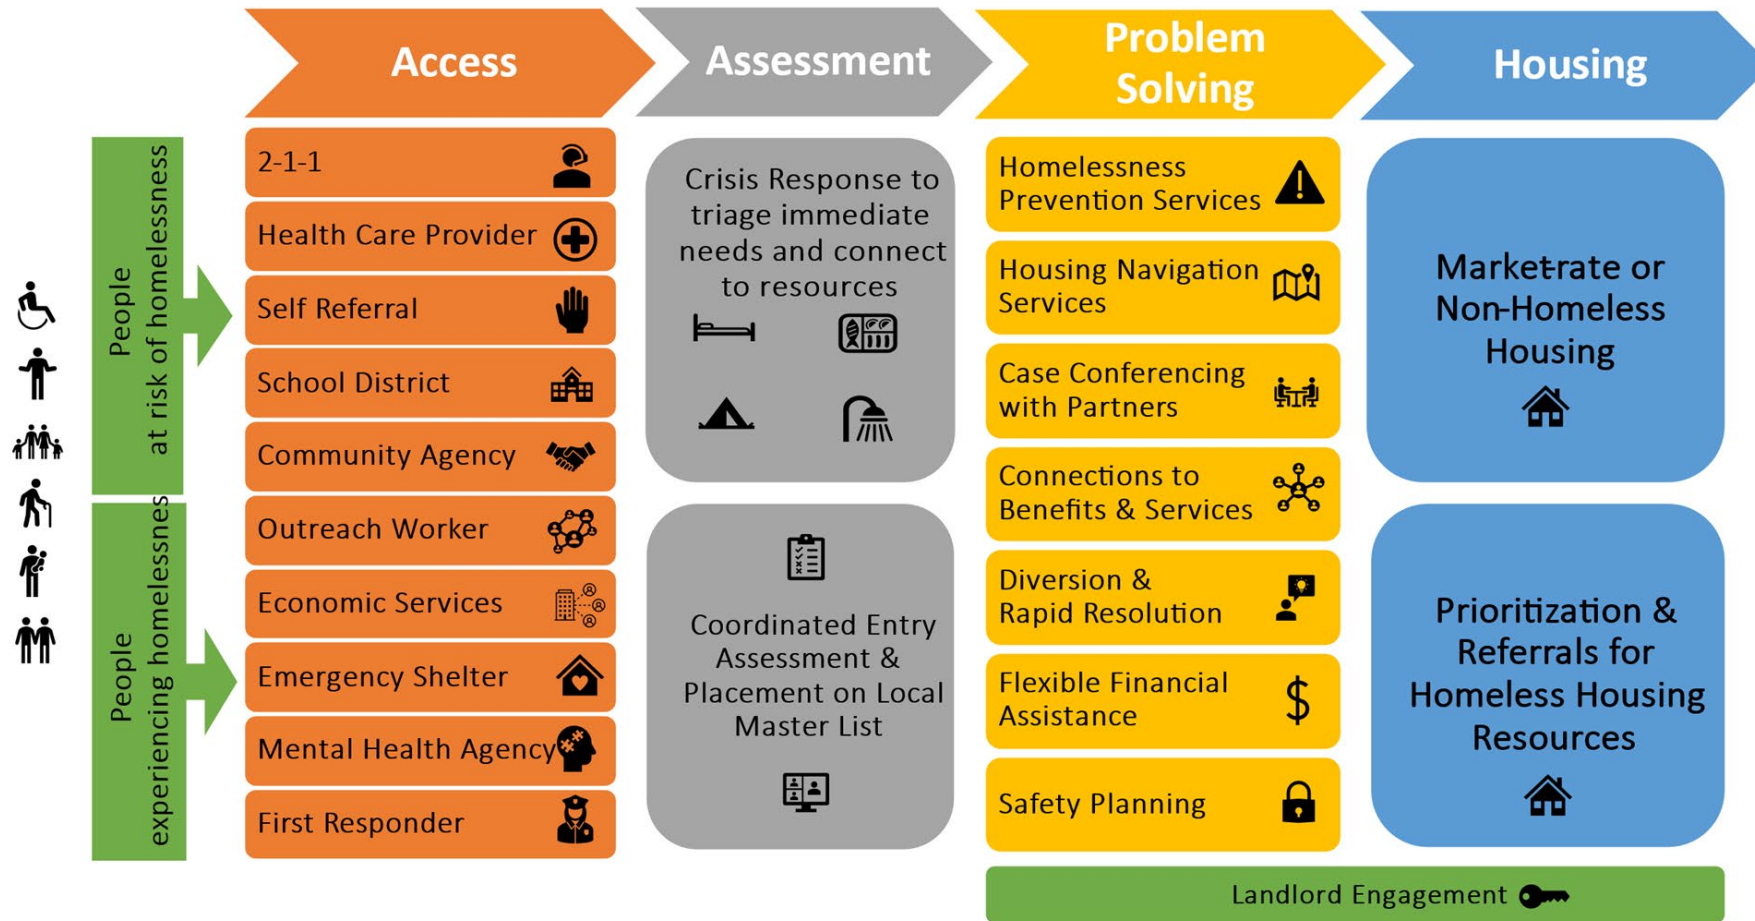 Access
Assessment
Problem
Solving
Housing
People
at risk of homelessness
People
experiencing homelessness
2-1-1
Health Care Provider
Self Referral
School District
Community Agency
Outreach Worker
Economic Services
Emergency Shelter
Mental Health Agency
First Responder
Crisis Response to
triage immediate
needs and connect
to resources
Coordinated Entry
Assessment &
Placement on Local
Master List
Homelessness
Prevention Services
Housing Navigation
Services
Case Conferencing
with Partners
Connections to
Benefits & Services
Diversion &
Rapid Resolution
Flexible Financial
Assistance
Safety Planning
Market-rate or
Non-Homeless
Housing
Prioritization &
Referrals for
Homeless Housing
Resources
Landlord Engagement